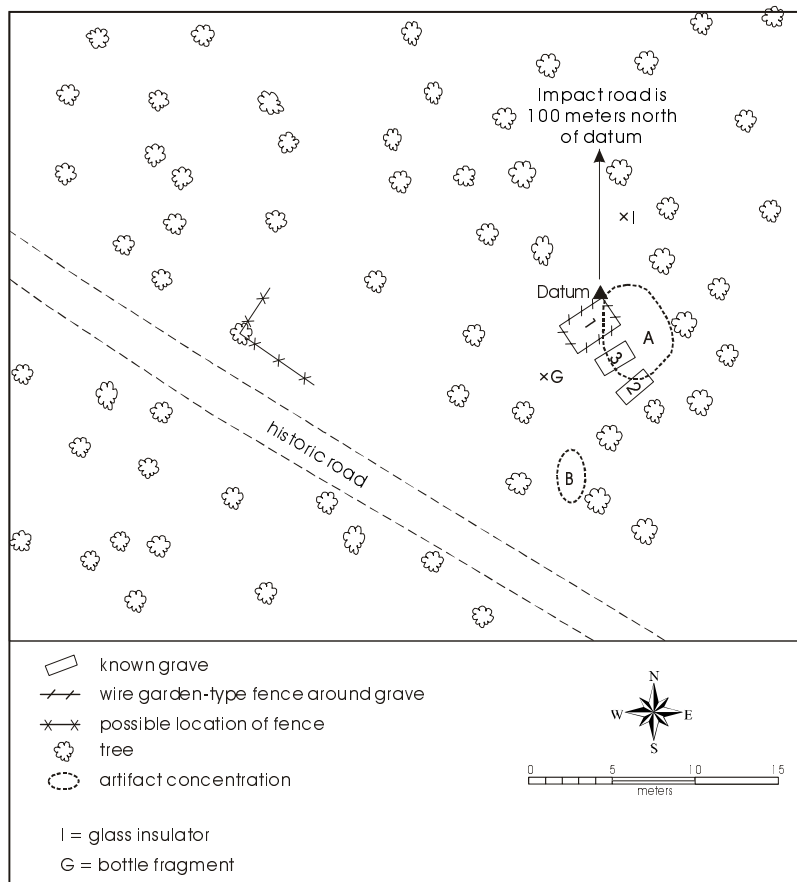 Impact road is
100 meters north
of datum
×I
Datum
1
A
3
×G
2
historic road
B
known grave
wire garden-type fence around grave
possible location of fence
tree
artifact concentration
I = glass insulator
G = bottle fragment
N
W E
S
0 5 10 15
meters